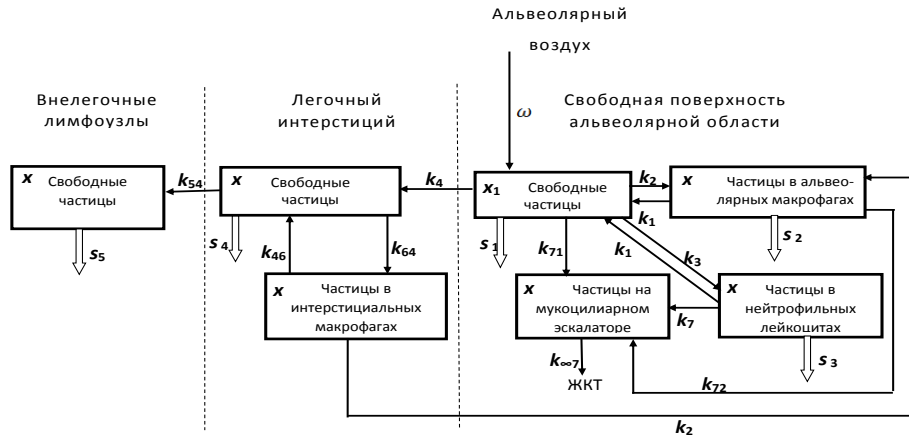 Альвеолярный
воздух
Внелегочные
лимфоузлы
Легочный
интерстиций
Свободная поверхность
альвеолярной области
ω
x
Свободные
частицы
k54
x
Свободные
частицы
k4
x1
Свободные
частицы
k2
k1
x
Частицы в альвео-
лярных макрофагах
s5
s4
k46
k64
s1
k71
k1
k3
s2
x
Частицы в
интерстициальных
макрофагах
x
Частицы на
мукоцилиарном
эскалаторе
k7
x
Частицы в
нейтрофильных
лейкоцитах
k∞7
ЖКТ
s3
k72
k2